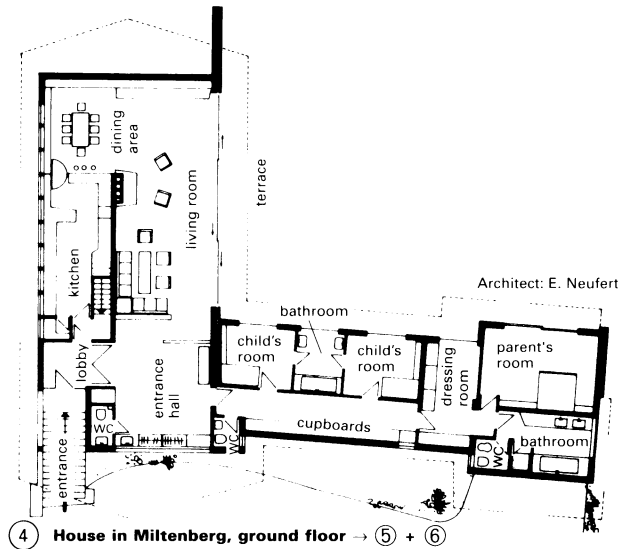 dining
area
living room
terrace
kitchen
Architect: E. Neufert
bathroom
child's
room
child's
room
dressing
room
parent's
room
lobby
entrance
hall
WC
WC
cupboards
bathroom
WC
entrance
4 House in Miltenberg, ground floor → 5 + 6